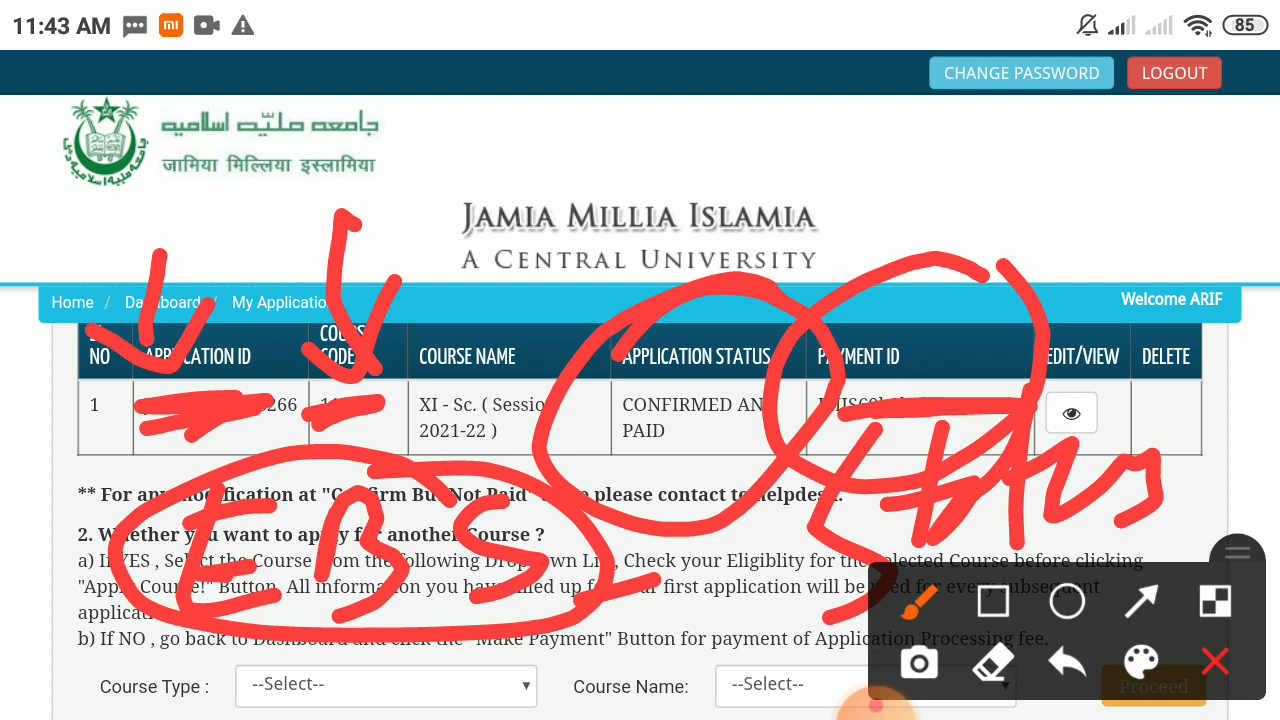 11:43 AM 85
CHANGE PASSWORD LOGOUT
جامعه ملیّه اسلامیه
जामिया मिल्लिया इस्लामिया
JAMIA MILLIA ISLAMIA
A CENTRAL UNIVERSITY
Home / Dashboard / My Application
Welcome ARIF
NO APPLICATION ID COURSE CODE COURSE NAME APPLICATION STATUS PAYMENT ID EDIT/VIEW DELETE
1 266 XI - Sc. ( Session 2021-22 ) CONFIRMED AND PAID
** For any modification at "Confirm But Not Paid" please contact to Helpdesk.
EBS
2. Whether you want to apply for another Course ?
a) If YES , Select the Course from the following Drop Down List, Check your Eligiblity for the selected Course before clicking
"Apply Course!" Button. All information you have filled up for your first application will be used for every subsequent
application
b) If NO , go back to Dashboard and click the "Make Payment" Button for payment of Application Processing fee.
Course Type : --Select-- Course Name: --Select-- Proceed